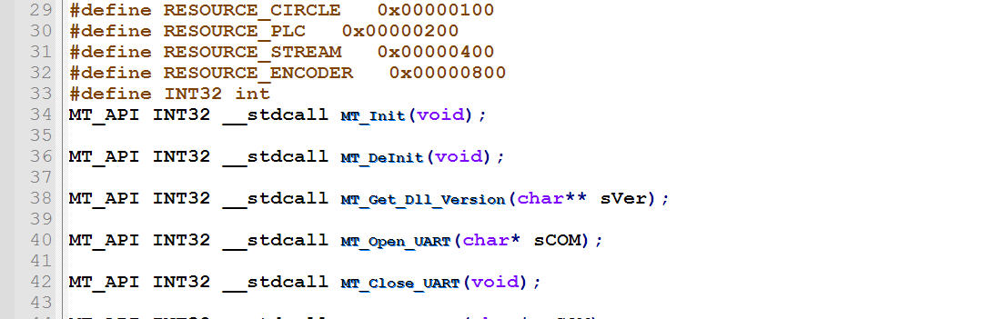 29 #define RESOURCE_CIRCLE 0x00000100
30 #define RESOURCE_PLC 0x00000200
31 #define RESOURCE_STREAM 0x00000400
32 #define RESOURCE_ENCODER 0x00000800
33 #define INT32 int
34 MT_API INT32 __stdcall MT_Init(void);
35
36 MT_API INT32 __stdcall MT_DeInit(void);
37
38 MT_API INT32 __stdcall MT_Get_Dll_Version(char** sVer);
39
40 MT_API INT32 __stdcall MT_Open_UART(char* sCOM);
41
42 MT_API INT32 __stdcall MT_Close_UART(void);
43